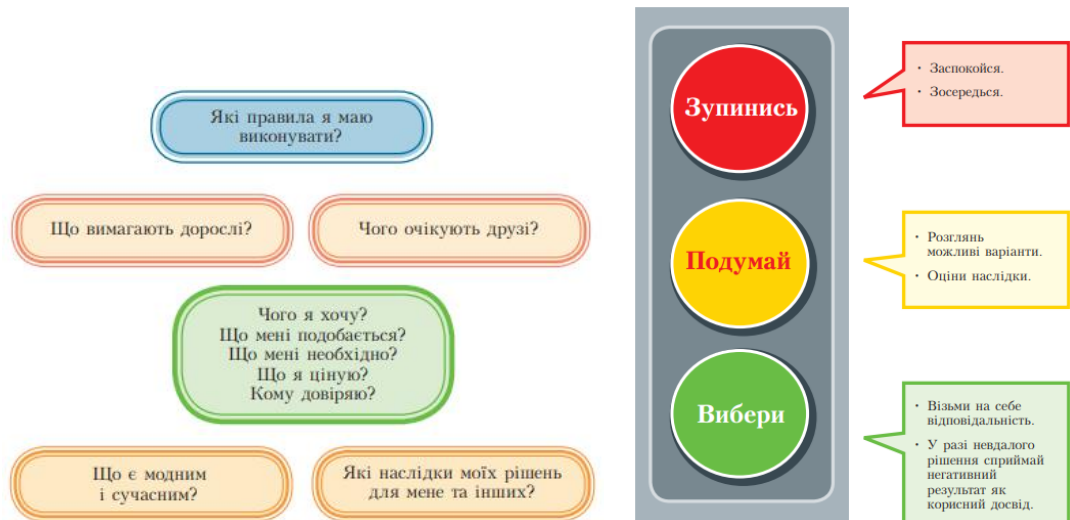 Які правила я маю
виконувати?
Що вимагають дорослі?
Чого очікують друзі?
Чого я хочу?
Що мені подобається?
Що мені необхідно?
Що я ціную?
Кому довіряю?
Що є модним
і сучасним?
Які наслідки моїх рішень
для мене та інших?
Зупинись
• Заспокойся.
• Зосередься.
Подумай
• Розглянь
можливі варіанти.
• Оціни наслідки.
Вибери
• Візьми на себе
відповідальність.
• У разі невдалого
рішення сприймай
негативний
результат як
корисний досвід.